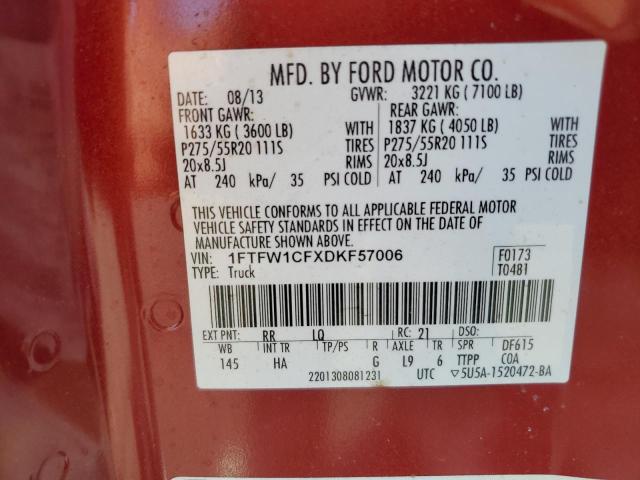 MFD. BY FORD MOTOR CO.
DATE: 08/13 GVWR: 3221 KG ( 7100 LB)
FRONT GAWR: REAR GAWR:
1633 KG ( 3600 LB) WITH 1837 KG ( 4050 LB) WITH
P275/55R20 111S TIRES P275/55R20 111S TIRES
20x8.5J RIMS 20x8.5J RIMS
AT 240 kPa/ 35 PSI COLD AT 240 kPa/ 35 PSI COLD
THIS VEHICLE CONFORMS TO ALL APPLICABLE FEDERAL MOTOR
VEHICLE SAFETY STANDARDS IN EFFECT ON THE DATE OF
MANUFACTURE SHOWN ABOVE.
VIN: 1FTFW1CFXDKF57006 F0173
TYPE: Truck T0481
EXT PNT: RR LQ RC: 21 DSO:
WB INT TR TP/PS R AXLE TR SPR DF615
145 HA G L9 6 TTPP COA
2201308081231 UTC ▽5U5A-1520472-BA